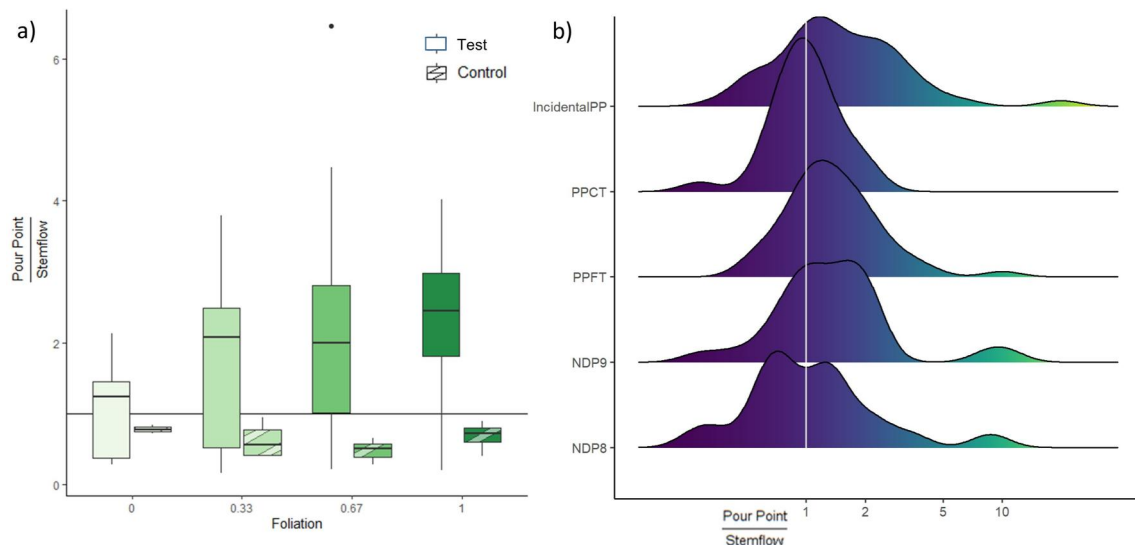 a)
6
4
2
0
Pour Point
Stemflow
Test
Control
0
0.33
0.67
1
Foliation
b)
IncidentalPP
PPCT
PPFT
NDP9
NDP8
1
2
5
10
Pour Point
Stemflow